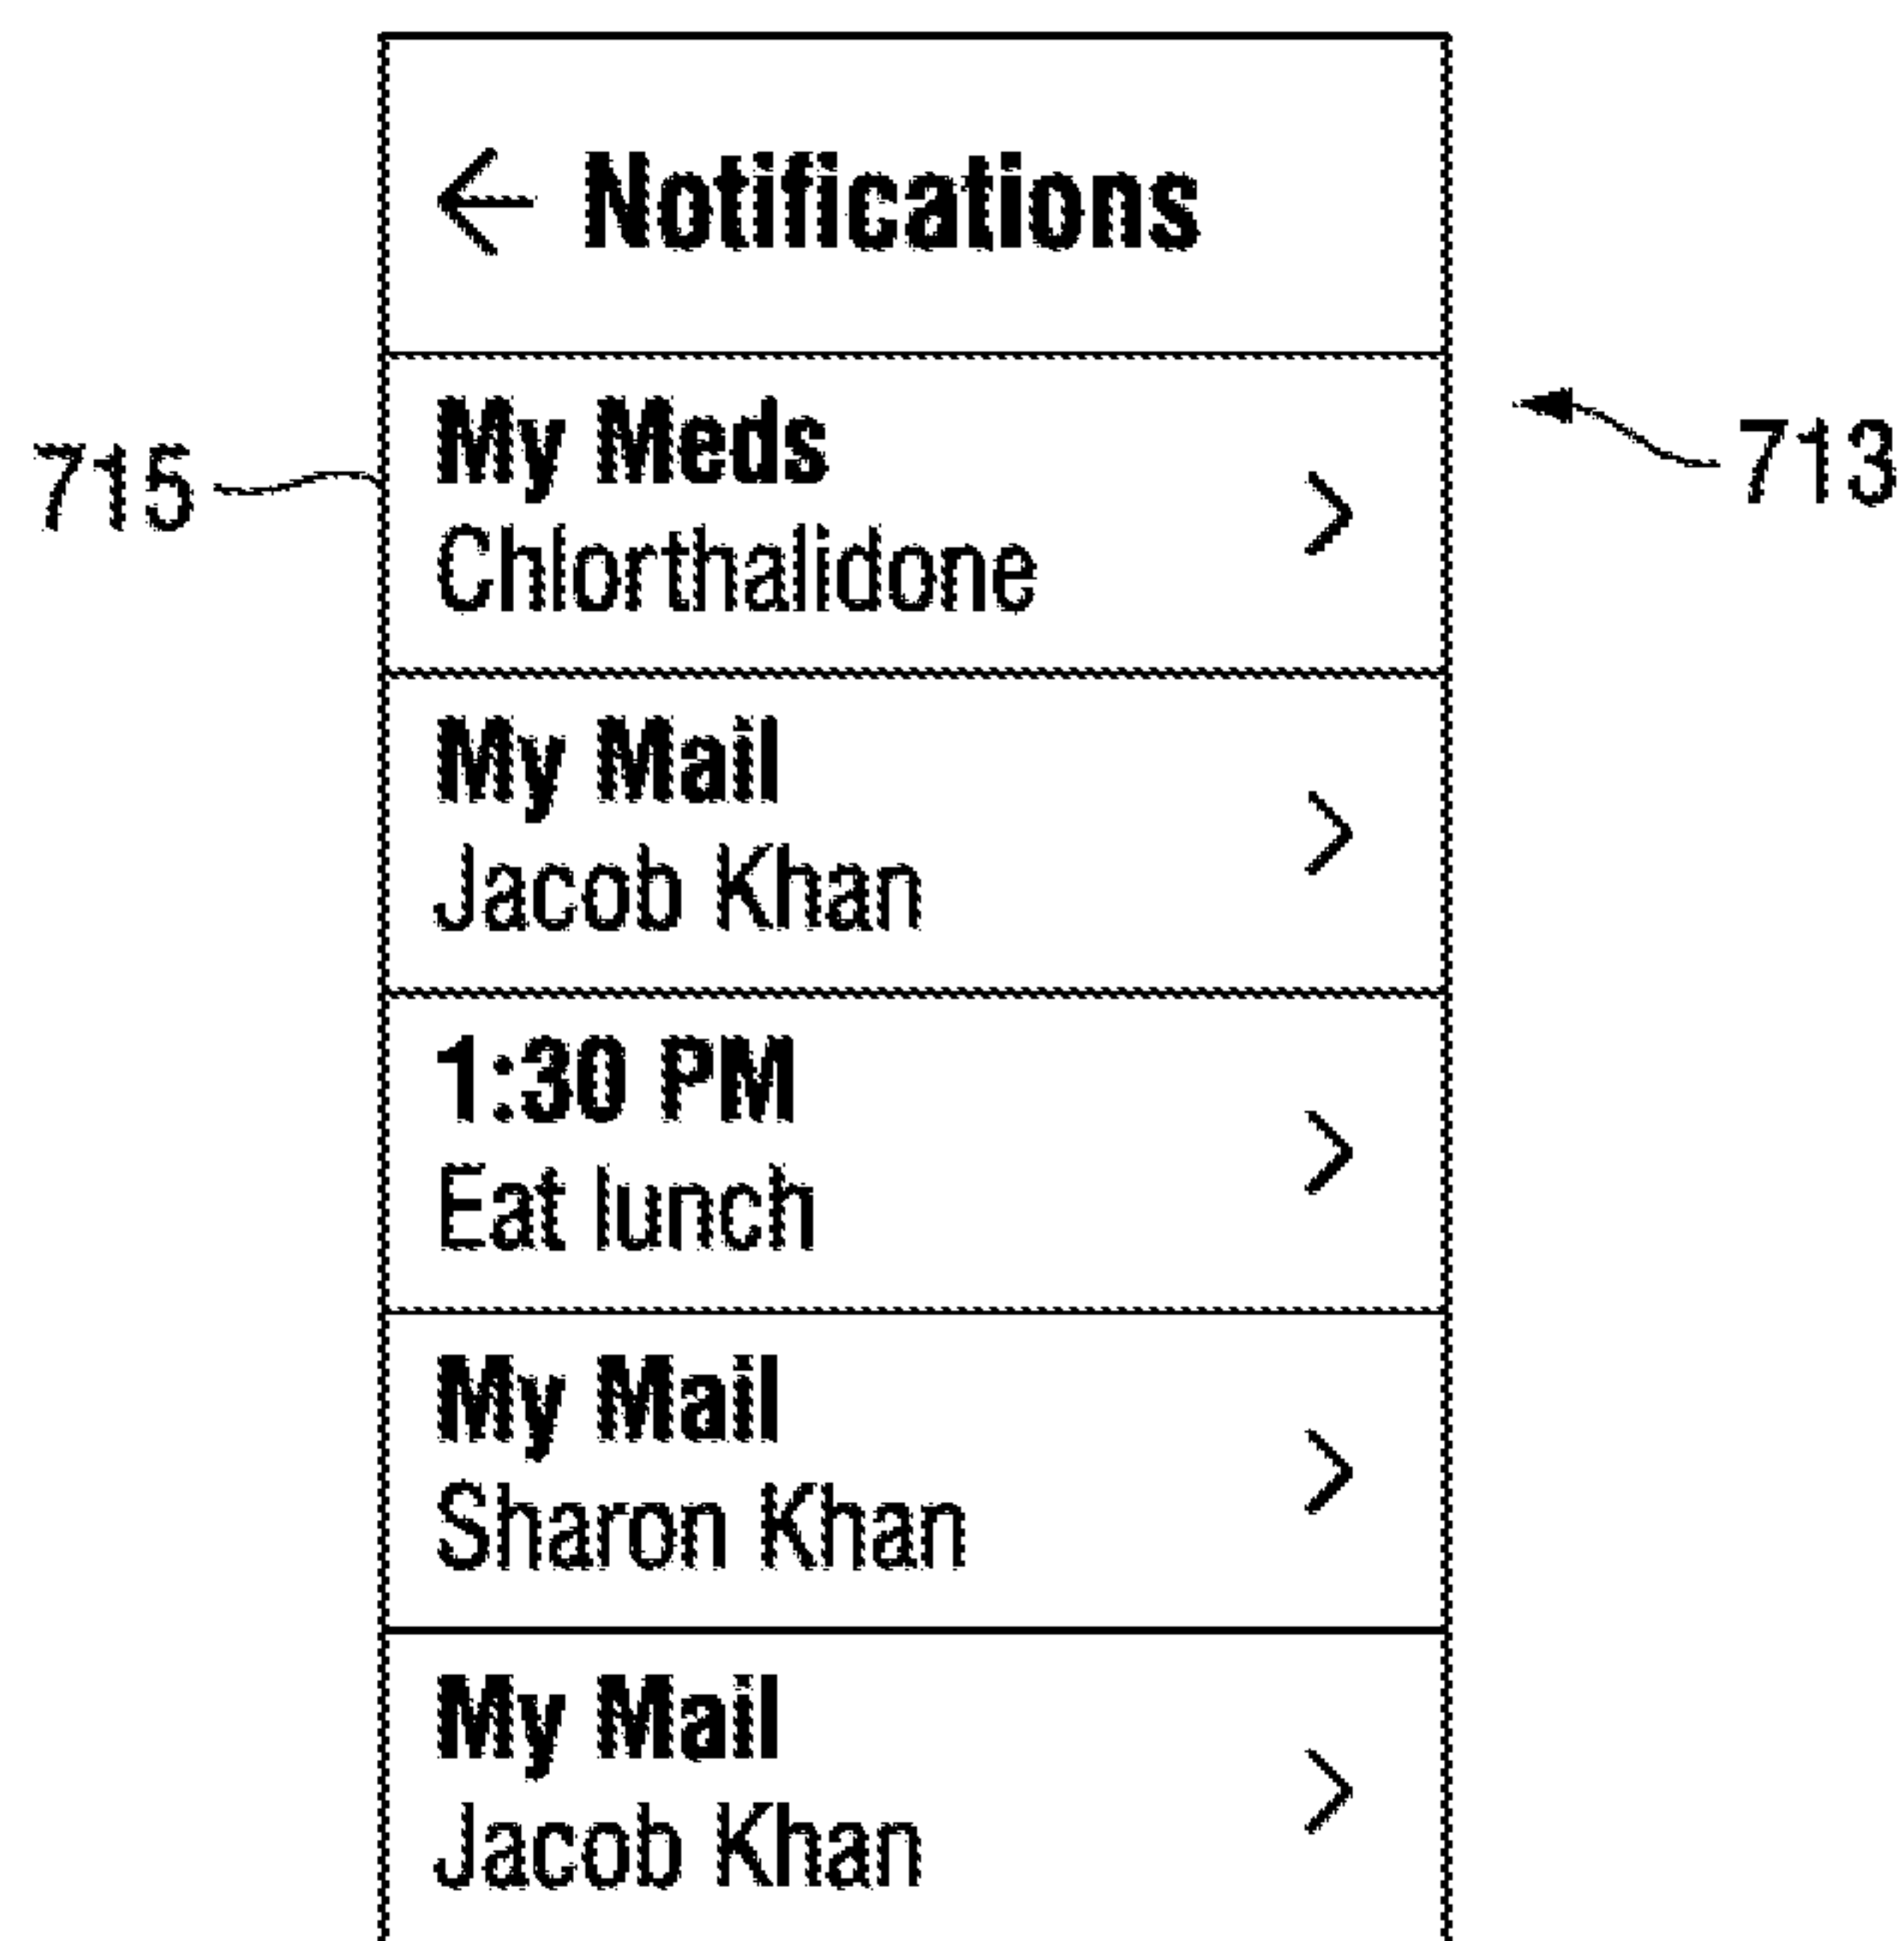 Notifications
My Meds
715
713
Chlorthalidone
My Mail
Jacob Khan
1:30 PM
Eat lunch
My Mail
Sharon Khan
My Mail
Jacob Khan